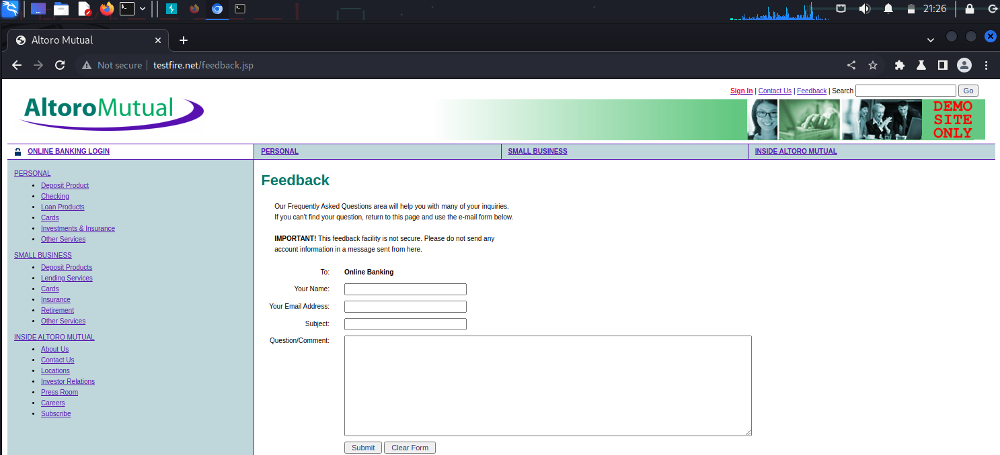 21:26
Altoro Mutual
Not secure testfire.net/feedback.jsp
Sign In | Contact Us | Feedback | Search Go
AltoroMutual
DEMO
SITE
ONLY
ONLINE BANKING LOGIN
PERSONAL
SMALL BUSINESS
INSIDE ALTORO MUTUAL
PERSONAL
Deposit Product
Checking
Loan Products
Cards
Investments & Insurance
Other Services
SMALL BUSINESS
Deposit Products
Lending Services
Cards
Insurance
Retirement
Other Services
INSIDE ALTORO MUTUAL
About Us
Contact Us
Locations
Investor Relations
Press Room
Careers
Subscribe
Feedback
Our Frequently Asked Questions area will help you with many of your inquiries.
If you can't find your question, return to this page and use the e-mail form below.
IMPORTANT! This feedback facility is not secure. Please do not send any
account information in a message sent from here.
To: Online Banking
Your Name:
Your Email Address:
Subject:
Question/Comment:
Submit Clear Form